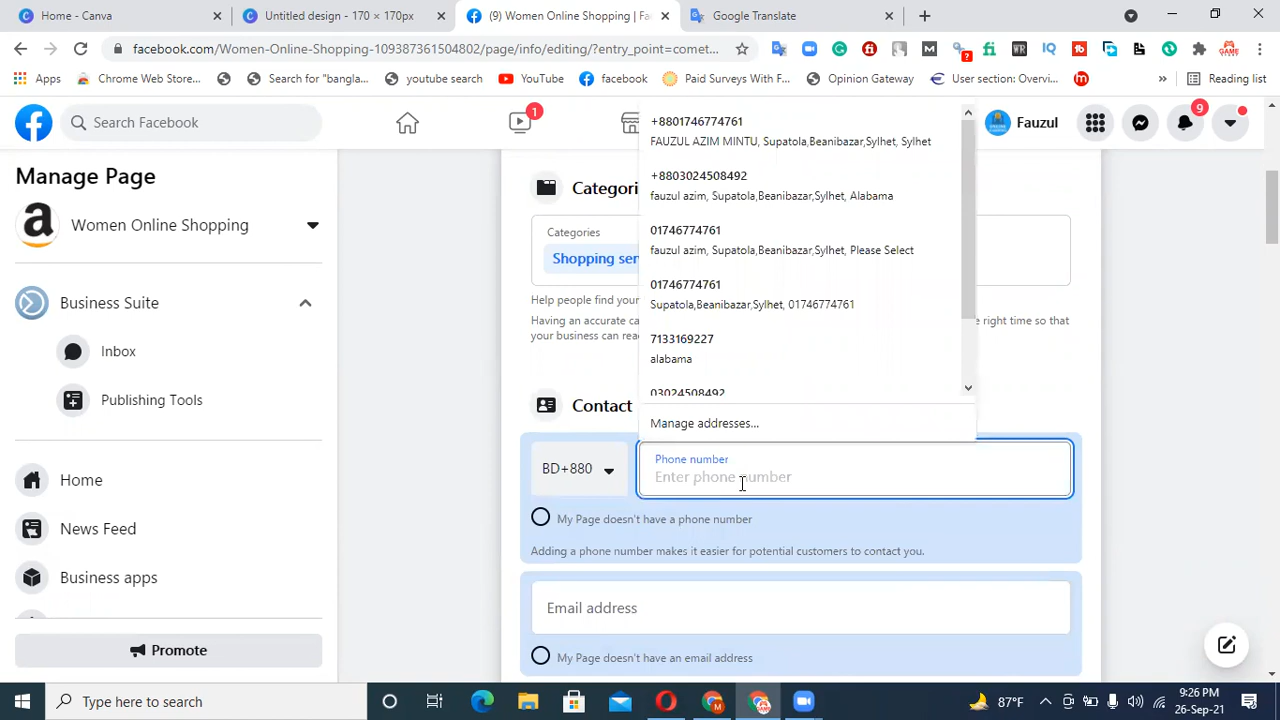 Home - Canva
Untitled design - 170 × 170px
(9) Women Online Shopping | Fa
Google Translate
facebook.com/Women-Online-Shopping-109387361504802/page/info/editing/?entry_point=comet...
Apps
Chrome Web Store...
Search for "bangla...
youtube.search
YouTube
facebook
Paid Surveys With F...
Opinion Gateway
User section: Overvi...
Reading list
Search Facebook
1
Fauzul
9
Manage Page
Women Online Shopping
Business Suite
Inbox
Publishing Tools
Home
News Feed
Business apps
Promote
Categori
Categories
Shopping ser
Help people find your
Having an accurate ca
right time so that
your business can reac
+8801746774761
FAUZUL AZIM MINTU, Supatola,Beanibazar,Sylhet, Sylhet
+8803024508492
fauzul azim, Supatola,Beanibazar,Sylhet, Alabama
01746774761
fauzul azim, Supatola,Beanibazar,Sylhet, Please Select
01746774761
Supatola,Beanibazar,Sylhet, 01746774761
7133169227
alabama
03024508492
Manage addresses...
Contact
BD+880
Phone number
Enter phone number
My Page doesn't have a phone number
Adding a phone number makes it easier for potential customers to contact you.
Email address
My Page doesn't have an email address
Type here to search
87°F
9:26 PM
26-Sep-21